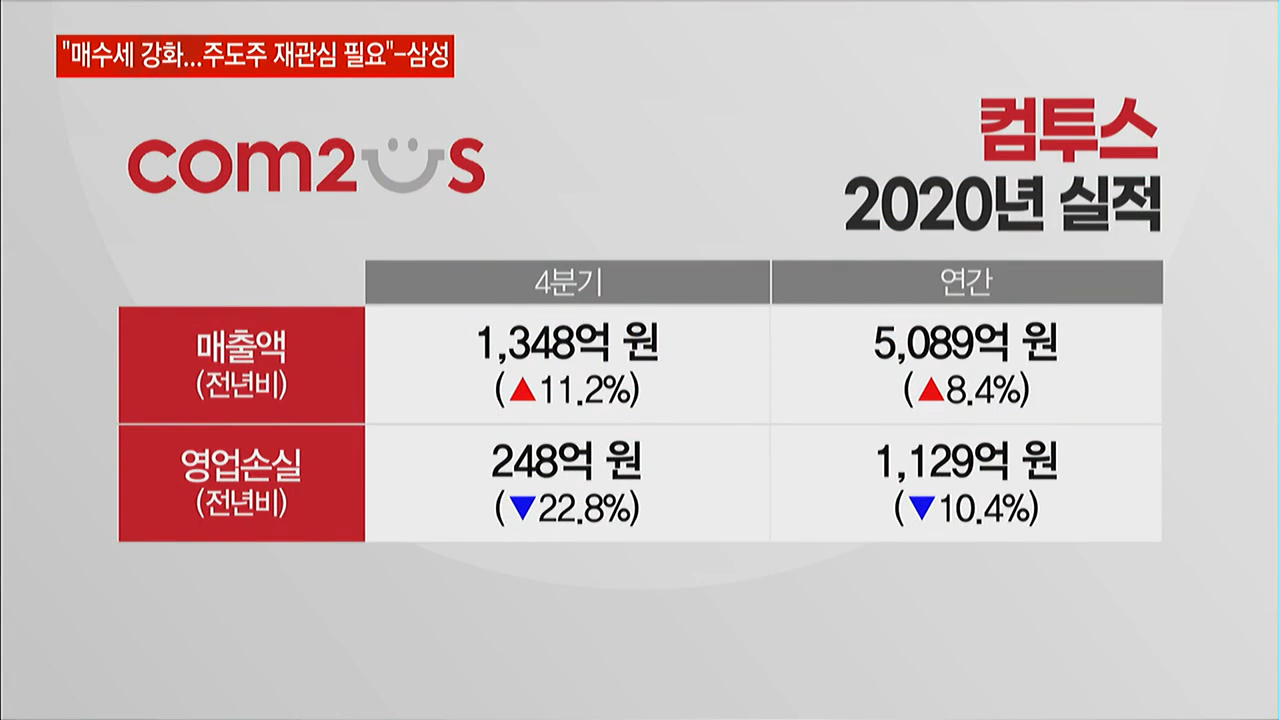 "매수세 강화...주도주 재관심 필요"-삼성
com2us
컴투스
2020년 실적
4분기 연간
매출액 1,348억 원 5,089억 원
(전년비) (▲11.2%) (▲8.4%)
영업손실 248억 원 1,129억 원
(전년비) (▼22.8%) (▼10.4%)